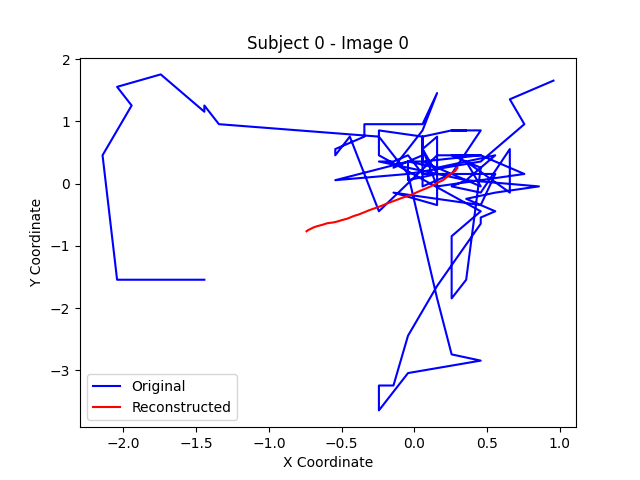 Subject 0 - Image 0
2
1
0
−1
−2
−3
Y Coordinate
−2.0
−1.5
−1.0
−0.5
0.0
0.5
1.0
X Coordinate
Original
Reconstructed